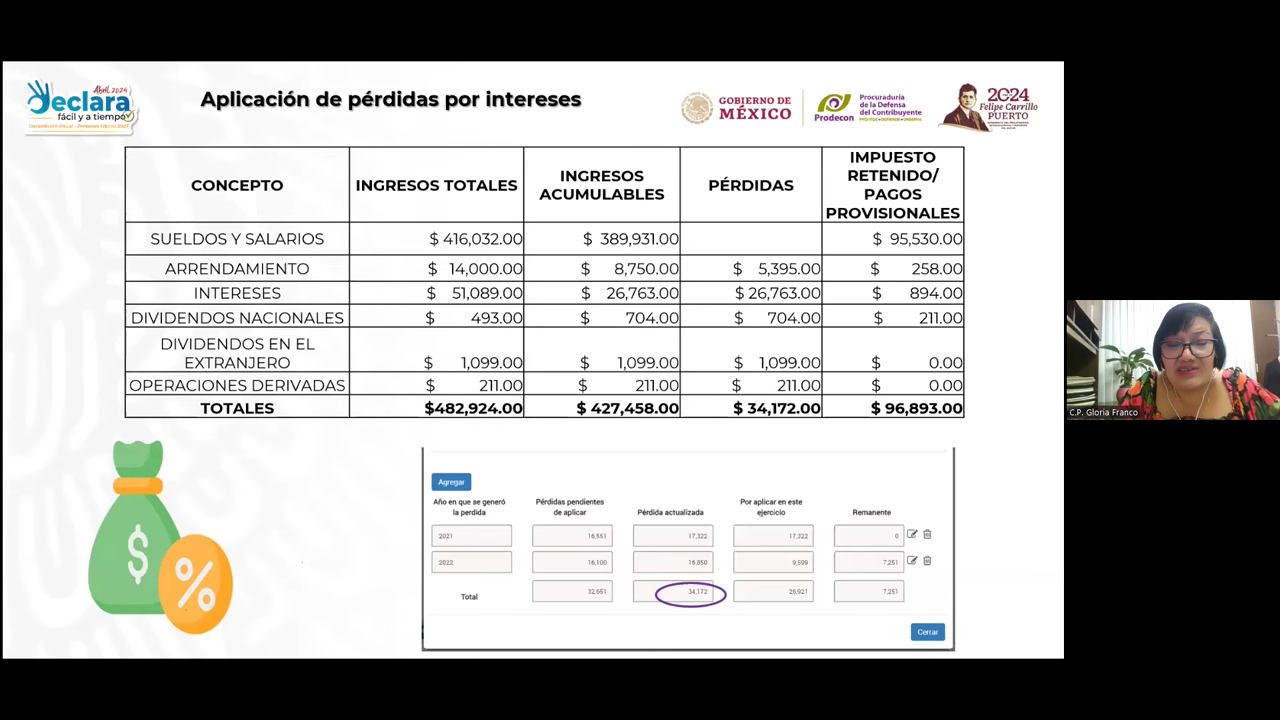 Abril 2024
Declara
fácil y a tiempo
Aplicación de pérdidas por intereses
GOBIERNO DE
MÉXICO
Procuraduría
de la Defensa
del Contribuyente
Prodecon
2024
Felipe Carrillo
PUERTO
CONCEPTO INGRESOS TOTALES INGRESOS ACUMULABLES PÉRDIDAS IMPUESTO RETENIDO/ PAGOS PROVISIONALES
SUELDOS Y SALARIOS $ 416,032.00 $ 389,931.00 $ 95,530.00
ARRENDAMIENTO $ 14,000.00 $ 8,750.00 $ 5,395.00 $ 258.00
INTERESES $ 51,089.00 $ 26,763.00 $ 26,763.00 $ 894.00
DIVIDENDOS NACIONALES $ 493.00 $ 704.00 $ 704.00 $ 211.00
DIVIDENDOS EN EL EXTRANJERO $ 1,099.00 $ 1,099.00 $ 1,099.00 $ 0.00
OPERACIONES DERIVADAS $ 211.00 $ 211.00 $ 211.00 $ 0.00
TOTALES $482,924.00 $ 427,458.00 $ 34,172.00 $ 96,893.00
C.P. Gloria Franco
$
%
Agregar
Año en que se generó la perdida Pérdidas pendientes de aplicar Pérdida actualizada Por aplicar en este ejercicio Remanente
2021 16,551 17,322 17,322 0
2022 16,100 16,850 9,599 7,251
Total 32,651 34,172 26,921 7,251
Cerrar